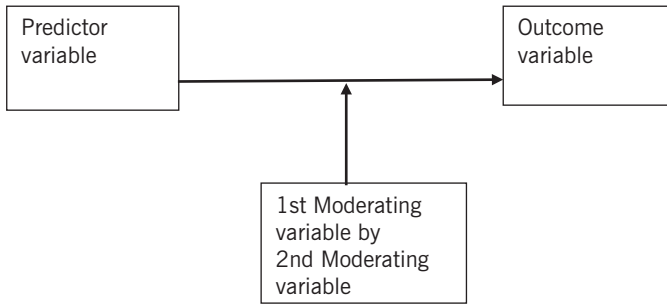 Predictor
variable
Outcome
variable
1st Moderating
variable by
2nd Moderating
variable